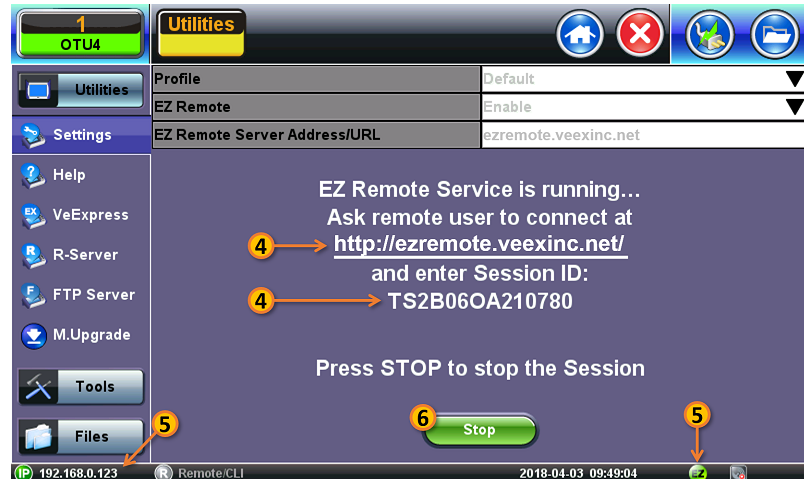 1
OTU4
Utilities
Utilities
Settings
Help
VeExpress
R-Server
FTP Server
M.Upgrade
Tools
Files
Profile
Default
EZ Remote
Enable
EZ Remote Server Address/URL
ezremote.veexinc.net
EZ Remote Service is running...
Ask remote user to connect at
4
http://ezremote.veexinc.net/
and enter Session ID:
4
TS2B06OA210780
Press STOP to stop the Session
6
Stop
5
5
IP 192.168.0.123
R Remote/CLI
2018-04-03 09:49:04
EZ